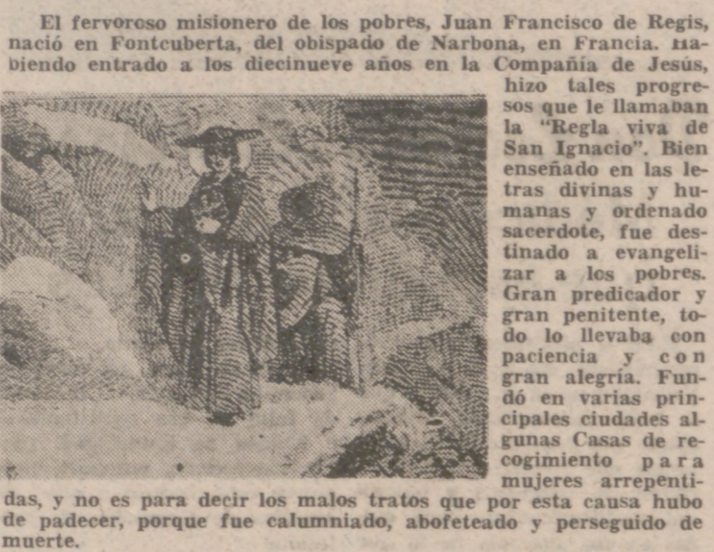 El fervoroso misionero de los pobres, Juan Francisco de Regis,
nació en Fontcuberta, del obispado de Narbona, en Francia. Ha-
biendo entrado a los diecinueve años en la Compañía de Jesús,
hizo tales progre-
sos que le llamaban
la "Regla viva de
San Ignacio". Bien
enseñado en las le-
tras divinas y hu-
manas y ordenado
sacerdote, fue des-
tinado a evangeli-
zar a los pobres.
Gran predicador y
gran penitente, to-
do lo llevaba con
paciencia y con
gran alegría. Fun-
dó en varias prin-
cipales ciudades al-
gunas Casas de re-
cogimiento para
mujeres arrepenti-
das, y no es para decir los malos tratos que por esta causa hubo
de padecer, porque fue calumniado, abofeteado y perseguido de
muerte.